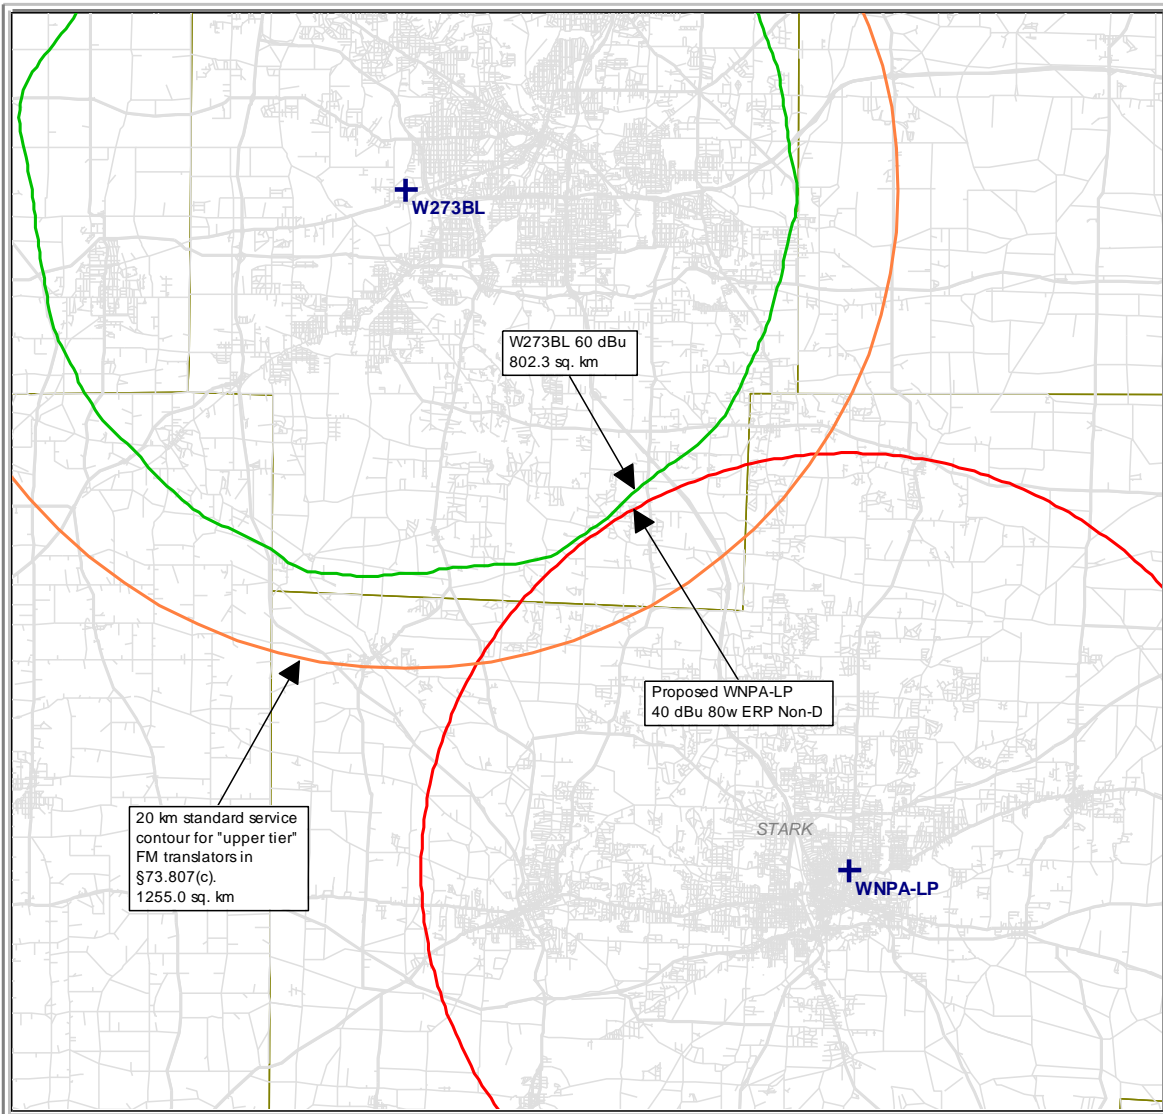 W273BL
W273BL 60 dBu
802.3 sq. km
Proposed WNPA-LP
40 dBu 80w ERP Non-D
20 km standard service
contour for "upper tier"
FM translators in
§73.807(c).
1255.0 sq. km
STARK
WNPA-LP